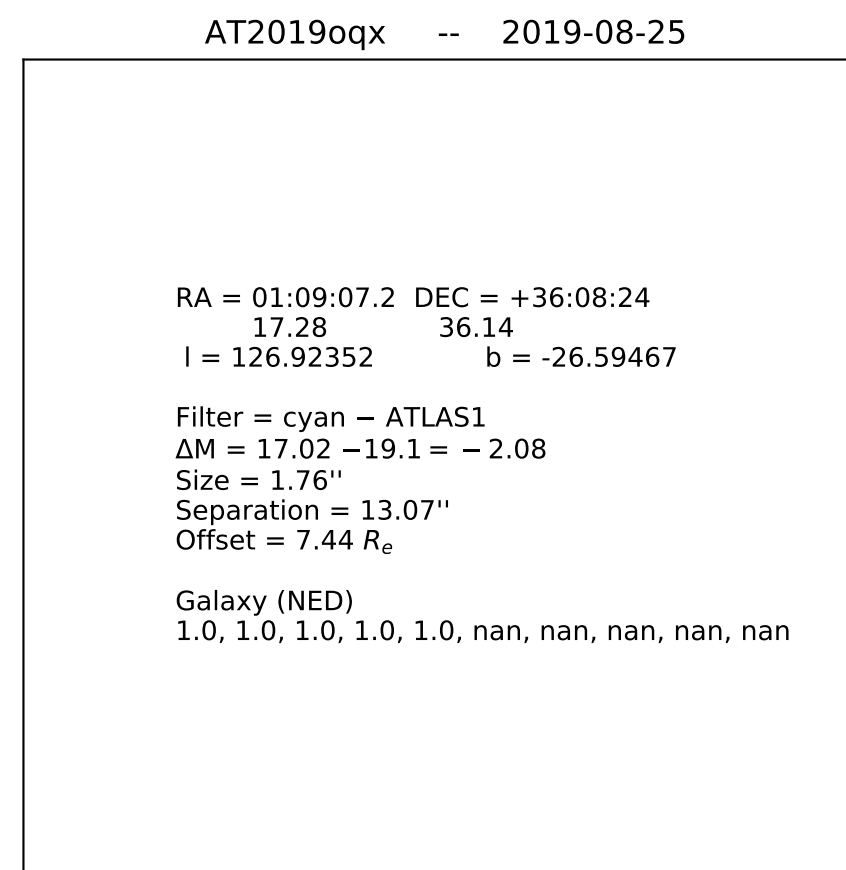 AT2019oqx -- 2019-08-25
RA = 01:09:07.2 DEC = +36:08:24
17.28 36.14
l = 126.92352 b = -26.59467
Filter = cyan − ATLAS1
ΔM = 17.02 −19.1 = − 2.08
Size = 1.76''
Separation = 13.07''
Offset = 7.44 Re
Galaxy (NED)
1.0, 1.0, 1.0, 1.0, 1.0, nan, nan, nan, nan, nan